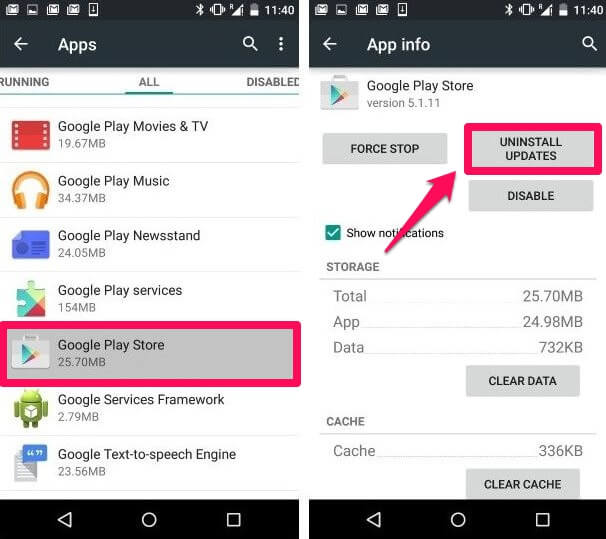 11:40
Apps
RUNNING
ALL
DISABLED
Google Play Movies & TV
19.67MB
Google Play Music
34.37MB
Google Play Newsstand
24.05MB
Google Play services
154MB
Google Play Store
25.70MB
Google Services Framework
2.79MB
Google Text-to-speech Engine
23.56MB
11:40
App info
Google Play Store
version 5.1.11
FORCE STOP
UNINSTALL
UPDATES
DISABLE
Show notifications
STORAGE
Total 25.70MB
App 24.98MB
Data 732KB
CLEAR DATA
CACHE
Cache 336KB
CLEAR CACHE